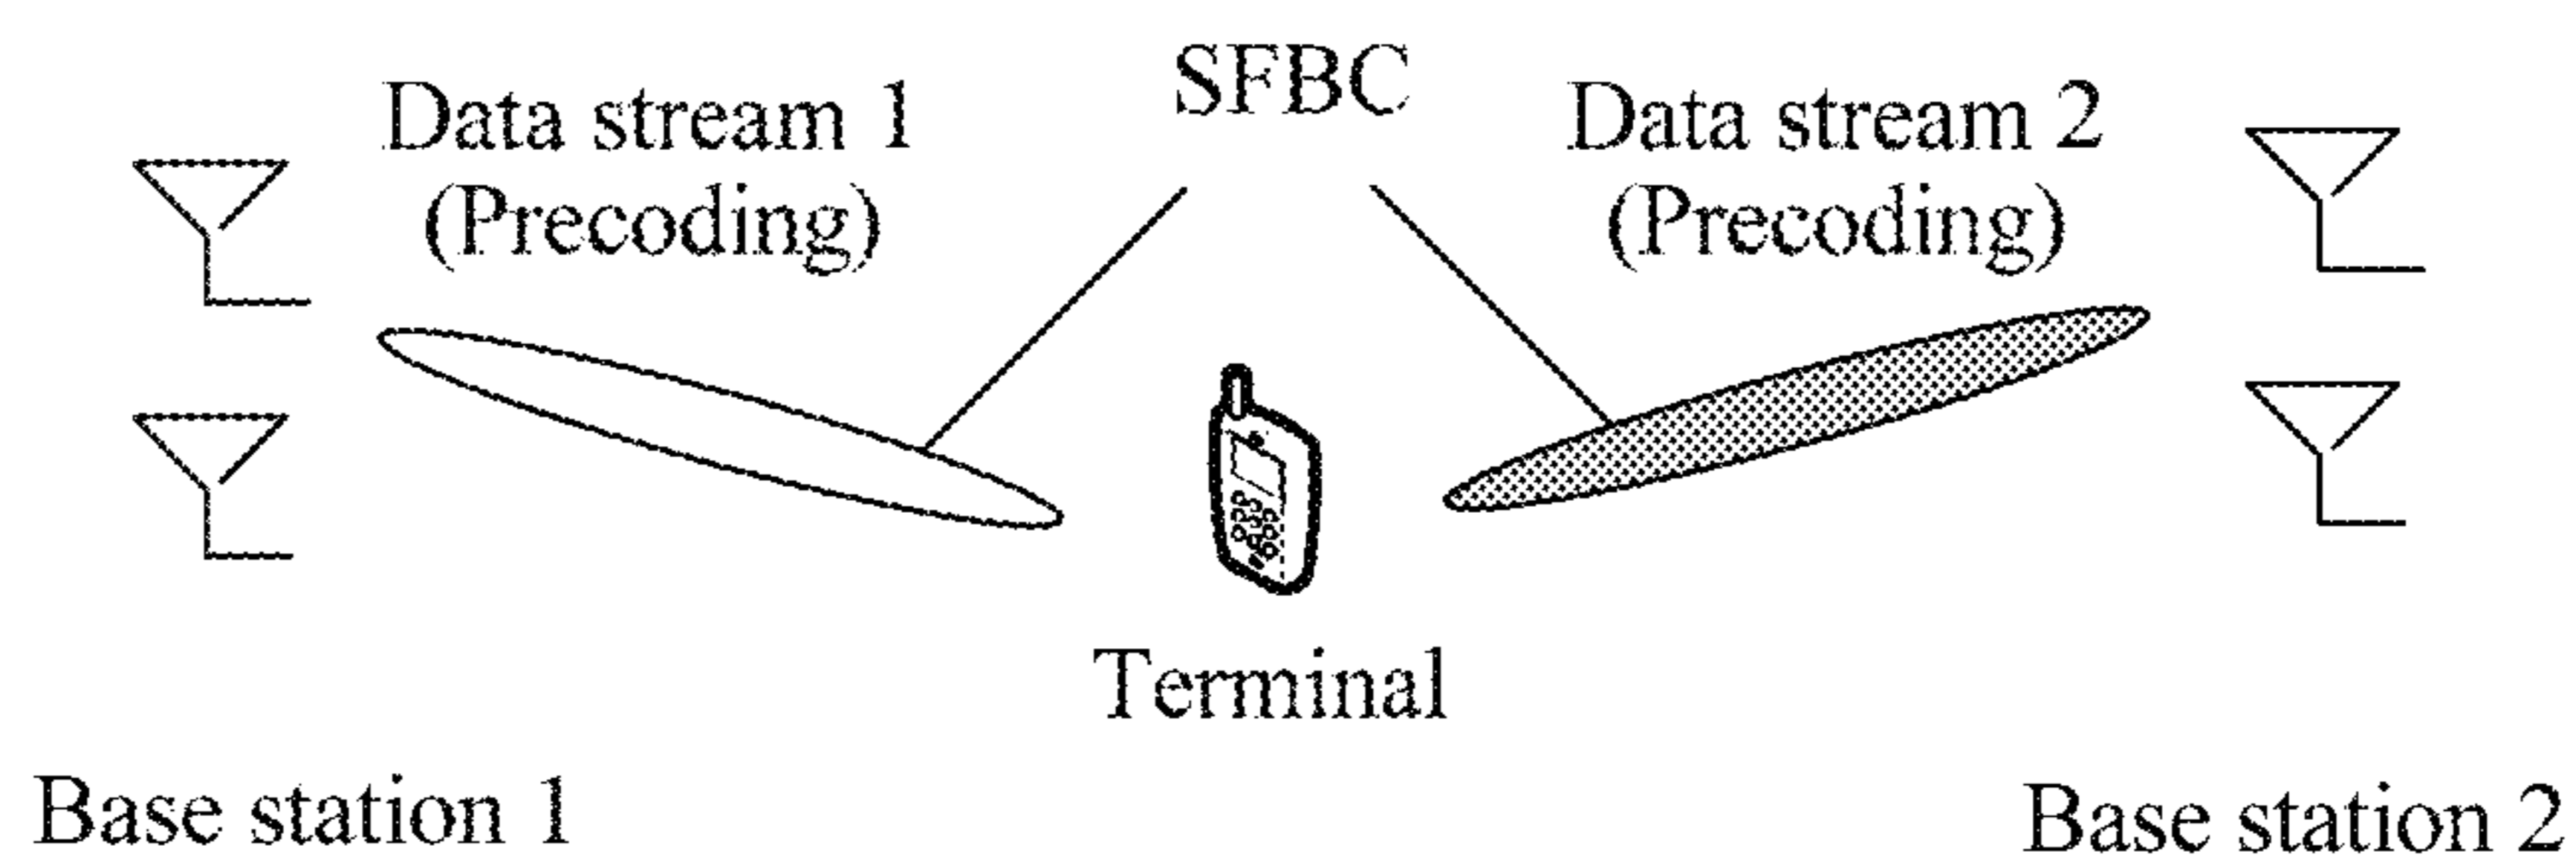 SFBC
Data stream 1
(Precoding)
Data stream 2
(Precoding)
Terminal
Base station 1
Base station 2